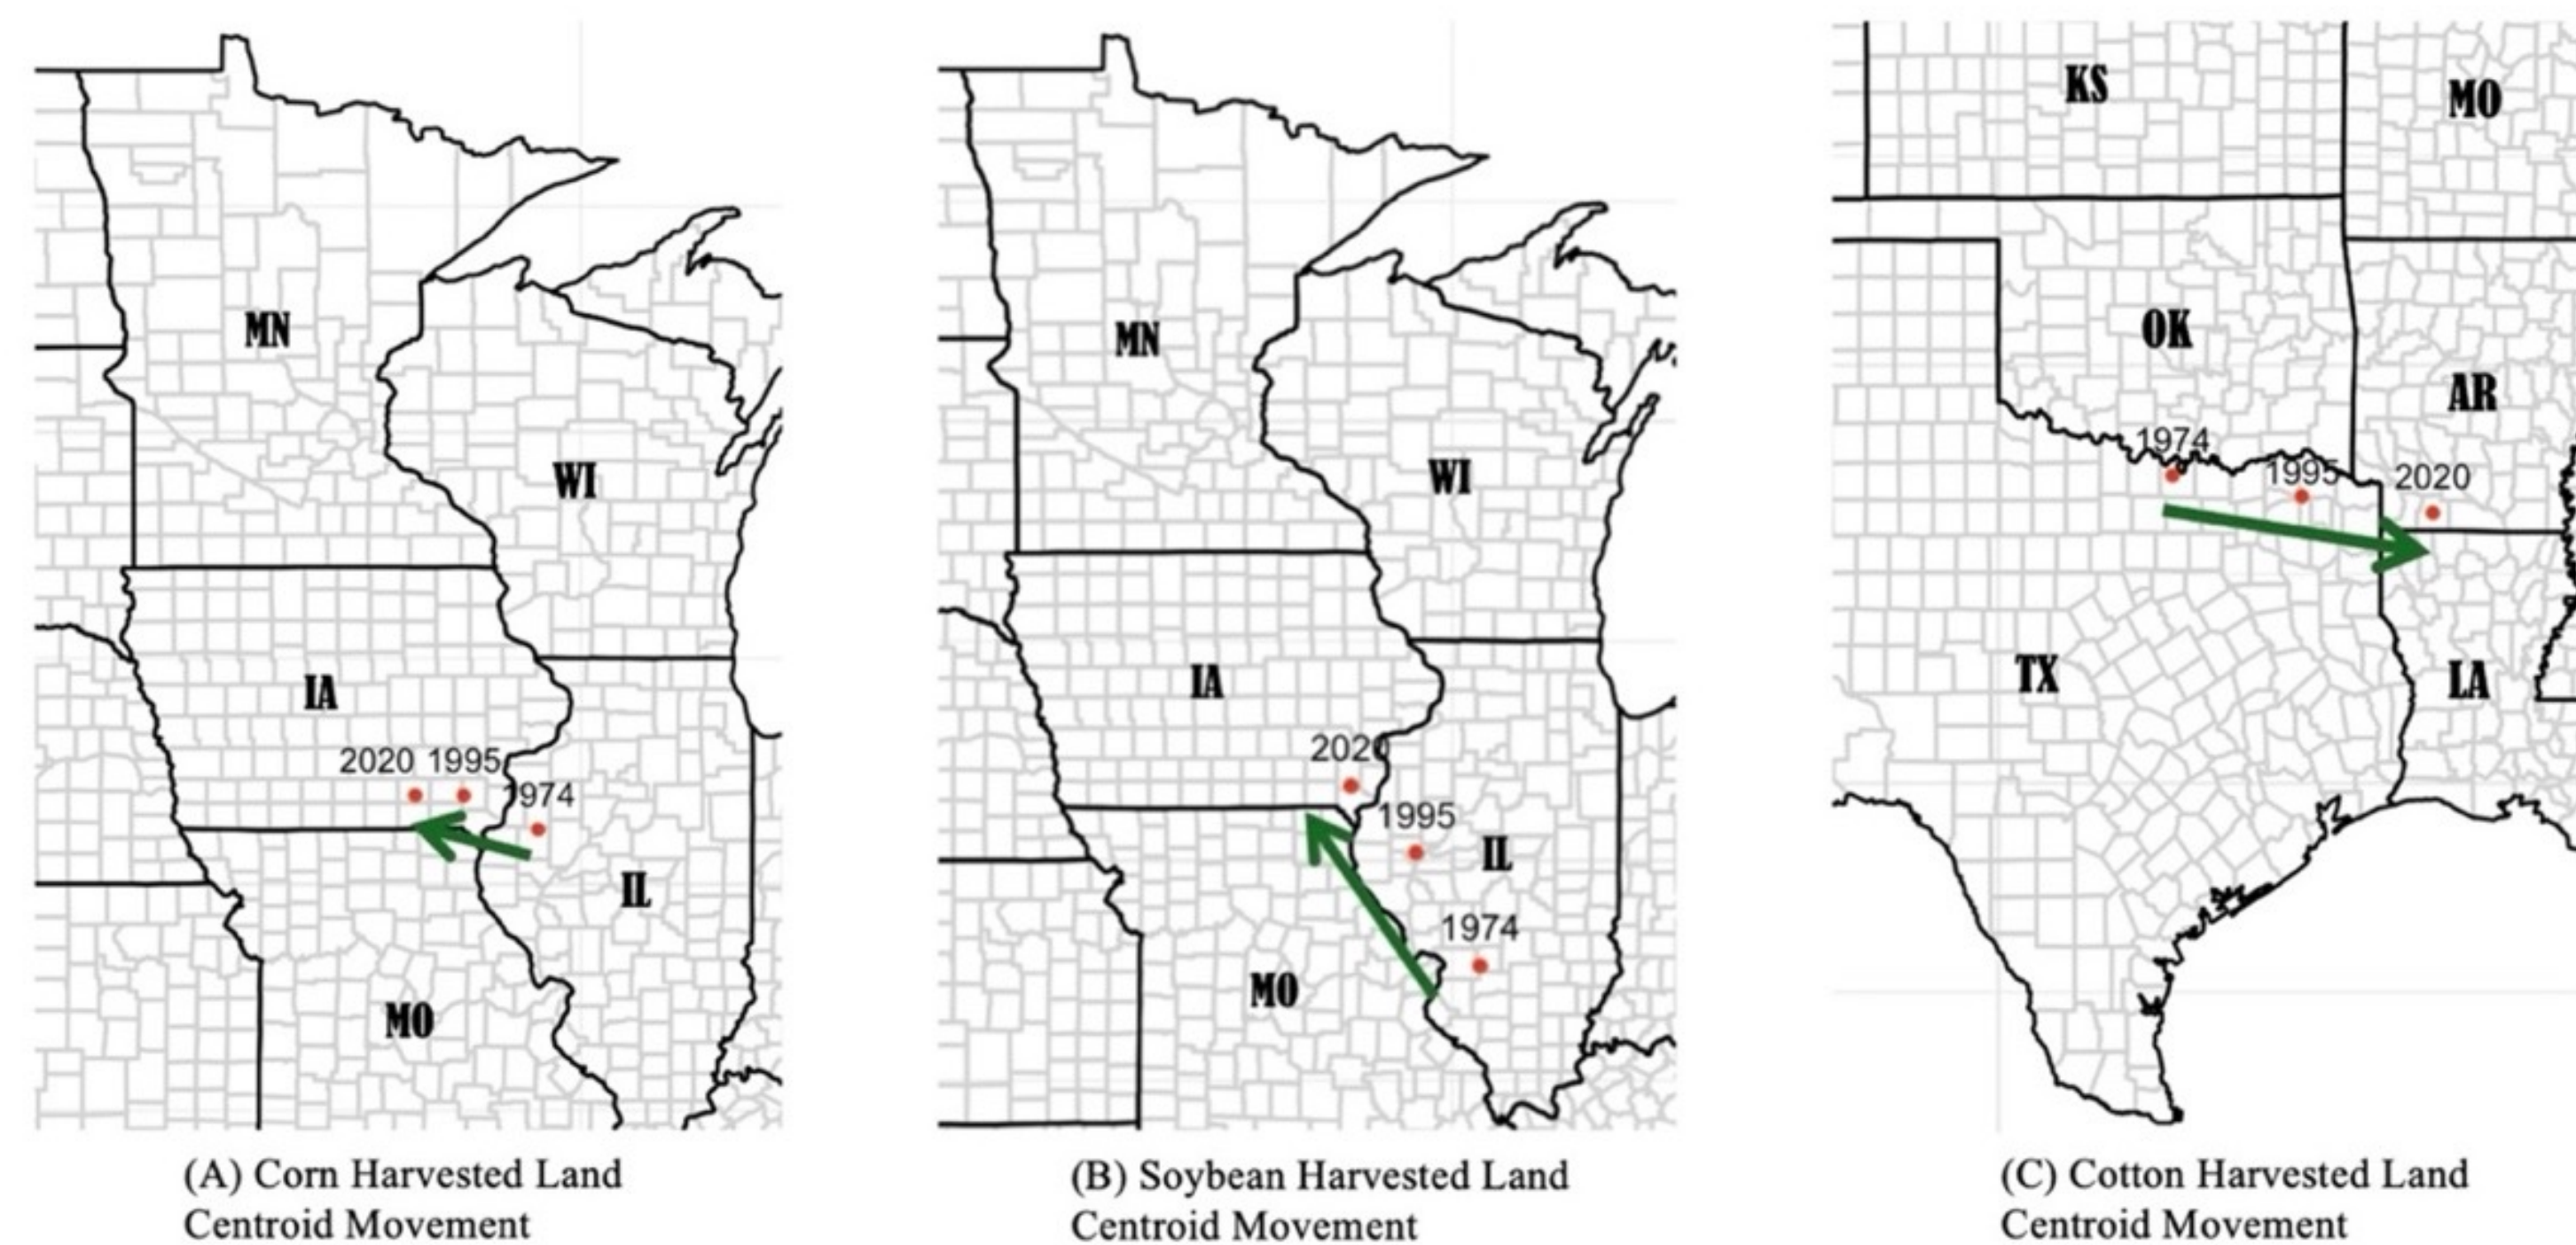 MN
WI
IA
2020 1995
1974
IL
MO
(A) Corn Harvested Land
Centroid Movement
MN
WI
IA
2020
1995
IL
1974
MO
(B) Soybean Harvested Land
Centroid Movement
KS
MO
OK
AR
1974
1995
2020
TX
LA
(C) Cotton Harvested Land
Centroid Movement